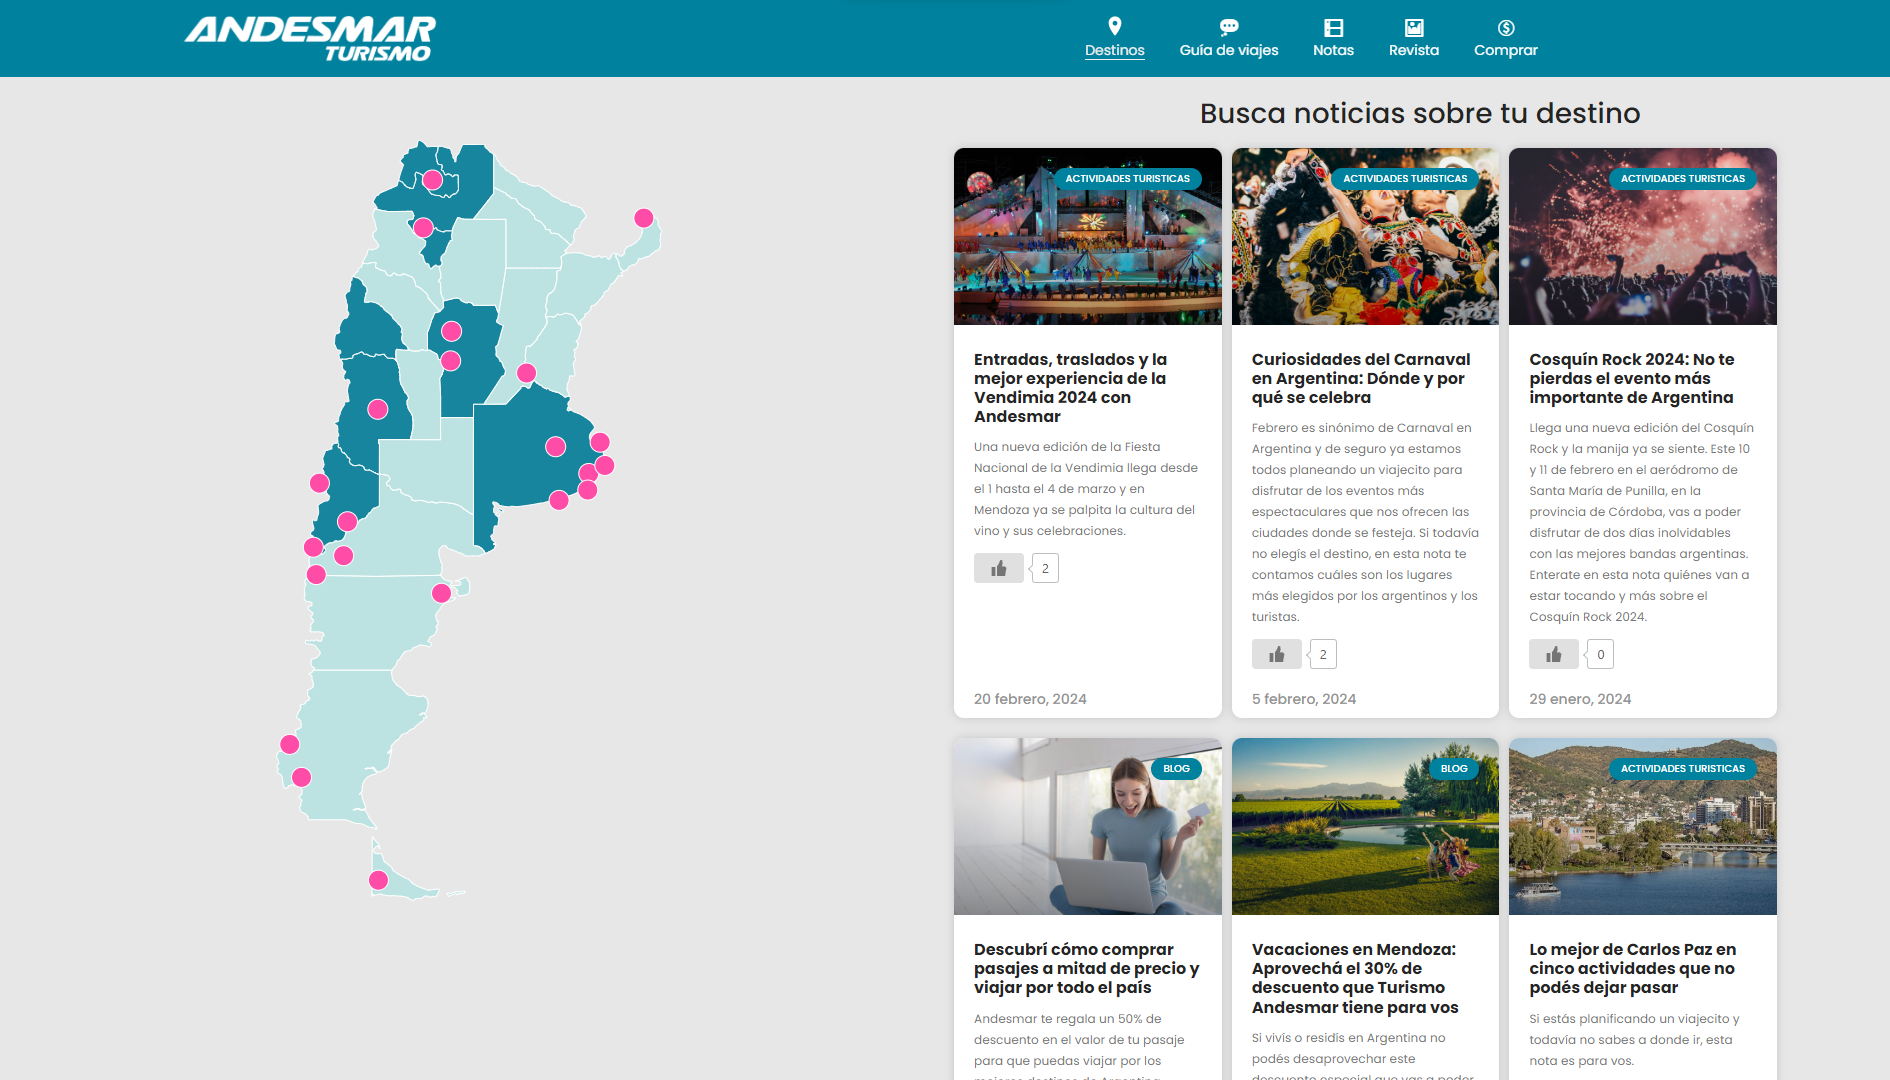 ANDESMAR
TURISMO
Destinos
Guía de viajes
Notas
Revista
Comprar
Busca noticias sobre tu destino
ACTIVIDADES TURISTICAS
Entradas, traslados y la
mejor experiencia de la
Vendimia 2024 con
Andesmar
Una nueva edición de la Fiesta
Nacional de la Vendimia llega desde
el 1 hasta el 4 de marzo y en
Mendoza ya se palpita la cultura del
vino y sus celebraciones.
2
20 febrero, 2024
ACTIVIDADES TURISTICAS
Curiosidades del Carnaval
en Argentina: Dónde y por
qué se celebra
Febrero es sinónimo de Carnaval en
Argentina y de seguro ya estamos
todos planeando un viajecito para
disfrutar de los eventos más
espectaculares que nos ofrecen las
ciudades donde se festeja. Si todavía
no elegís el destino, en esta nota te
contamos cuáles son los lugares
más elegidos por los argentinos y los
turistas.
2
5 febrero, 2024
ACTIVIDADES TURISTICAS
Cosquín Rock 2024: No te
pierdas el evento más
importante de Argentina
Llega una nueva edición del Cosquín
Rock y la manija ya se siente. Este 10
y 11 de febrero en el aeródromo de
Santa María de Punilla, en la
provincia de Córdoba, vas a poder
disfrutar de dos días inolvidables
con las mejores bandas argentinas.
Enterate en esta nota quiénes van a
estar tocando y más sobre el
Cosquín Rock 2024.
0
29 enero, 2024
BLOG
Descubrí cómo comprar
pasajes a mitad de precio y
viajar por todo el país
Andesmar te regala un 50% de
descuento en el valor de tu pasaje
para que puedas viajar por los
mejores destinos de Argentina
BLOG
Vacaciones en Mendoza:
Aprovechá el 30% de
descuento que Turismo
Andesmar tiene para vos
Si vivís o residís en Argentina no
podés desaprovechar este
descuento especial que vas a poder
ACTIVIDADES TURISTICAS
Lo mejor de Carlos Paz en
cinco actividades que no
podés dejar pasar
Si estás planificando un viajecito y
todavía no sabes a donde ir, esta
nota es para vos.